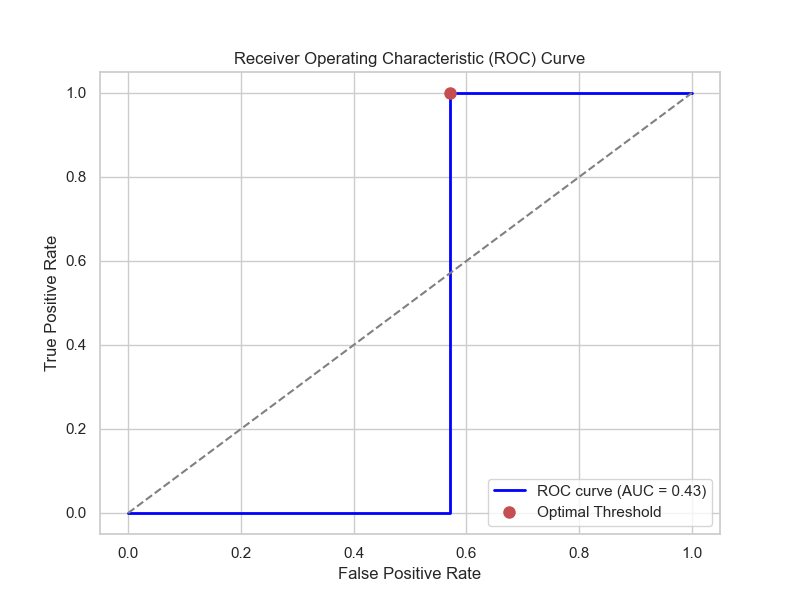 Receiver Operating Characteristic (ROC) Curve
True Positive Rate
1.0
0.8
0.6
0.4
0.2
0.0
ROC curve (AUC = 0.43)
Optimal Threshold
0.0 0.2 0.4 0.6 0.8 1.0
False Positive Rate